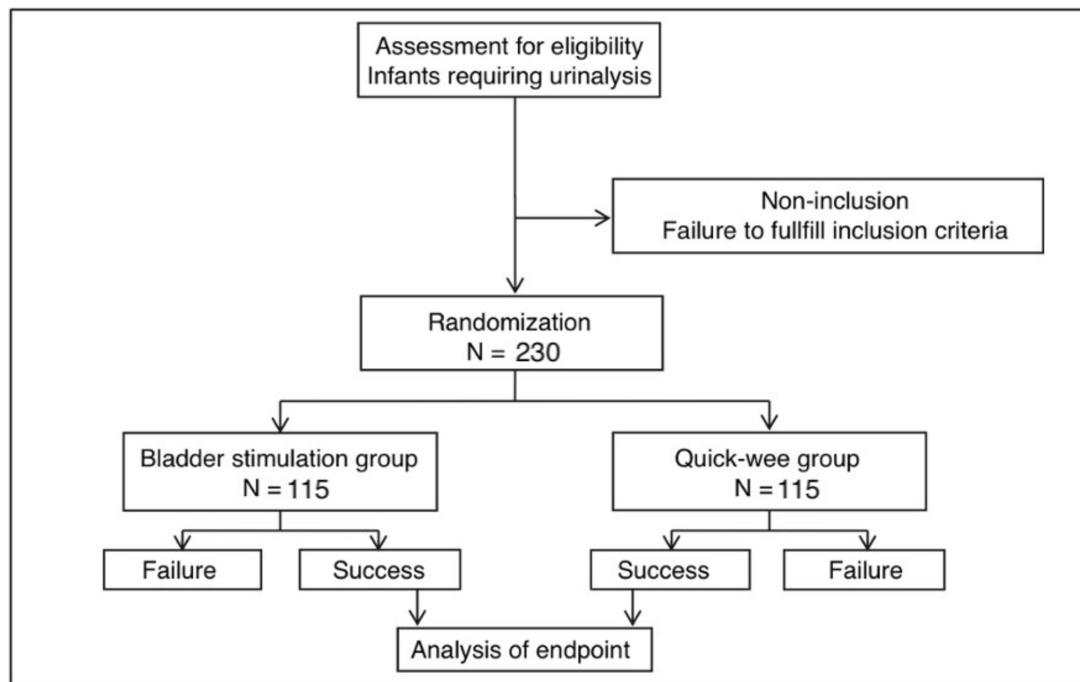 Assessment for eligibility
Infants requiring urinalysis
Non-inclusion
Failure to fullfill inclusion criteria
Randomization
N = 230
Bladder stimulation group
N = 115
Quick-wee group
N = 115
Failure
Success
Success
Failure
Analysis of endpoint